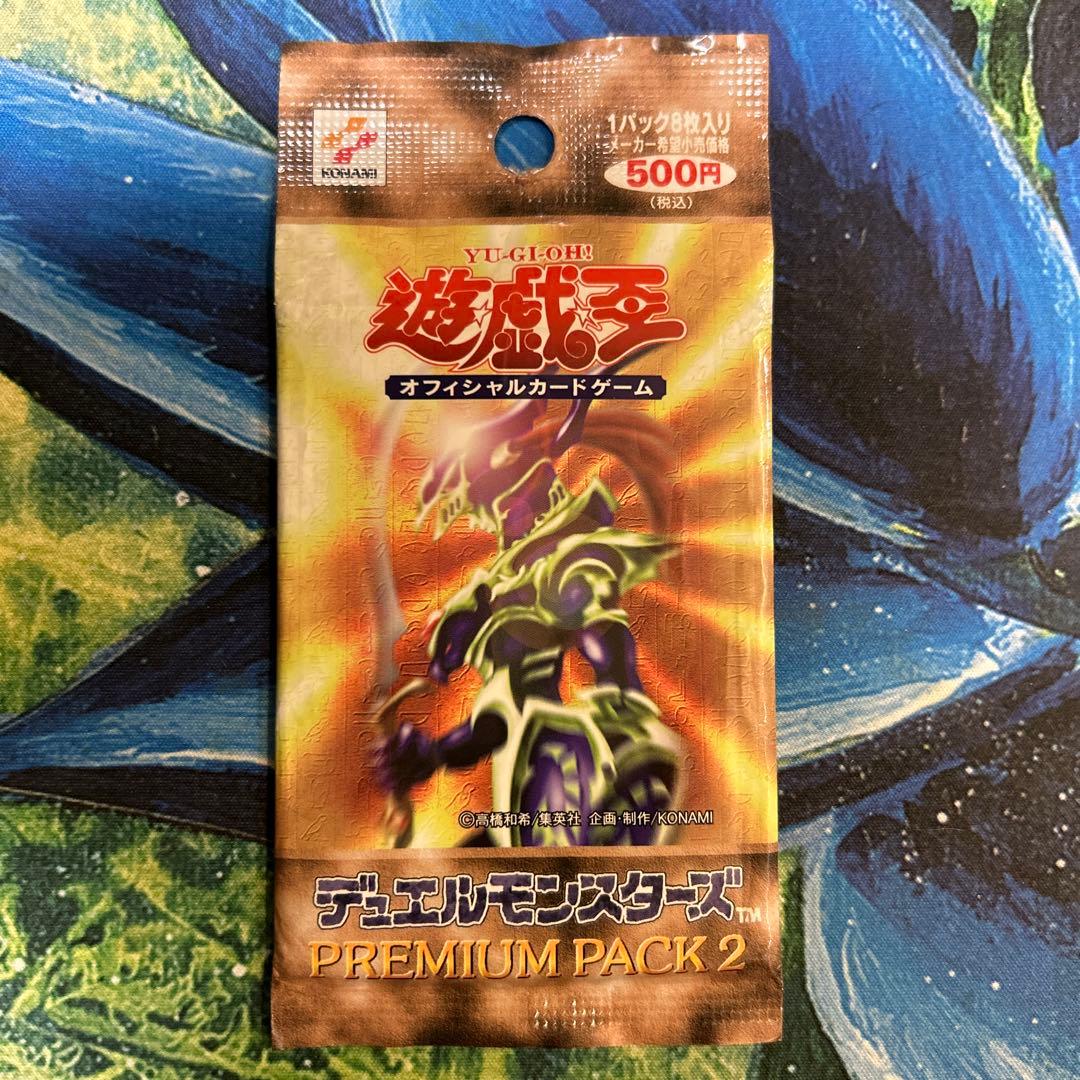 KONAMI
1パック8枚入り
メーカー希望小売価格
500円
(税込)
YU-GI-OH!
遊戯王
オフィシャルカードゲーム
©高橋和希/集英社 企画・制作/KONAMI
デュエルモンスターズ™
PREMIUM PACK 2